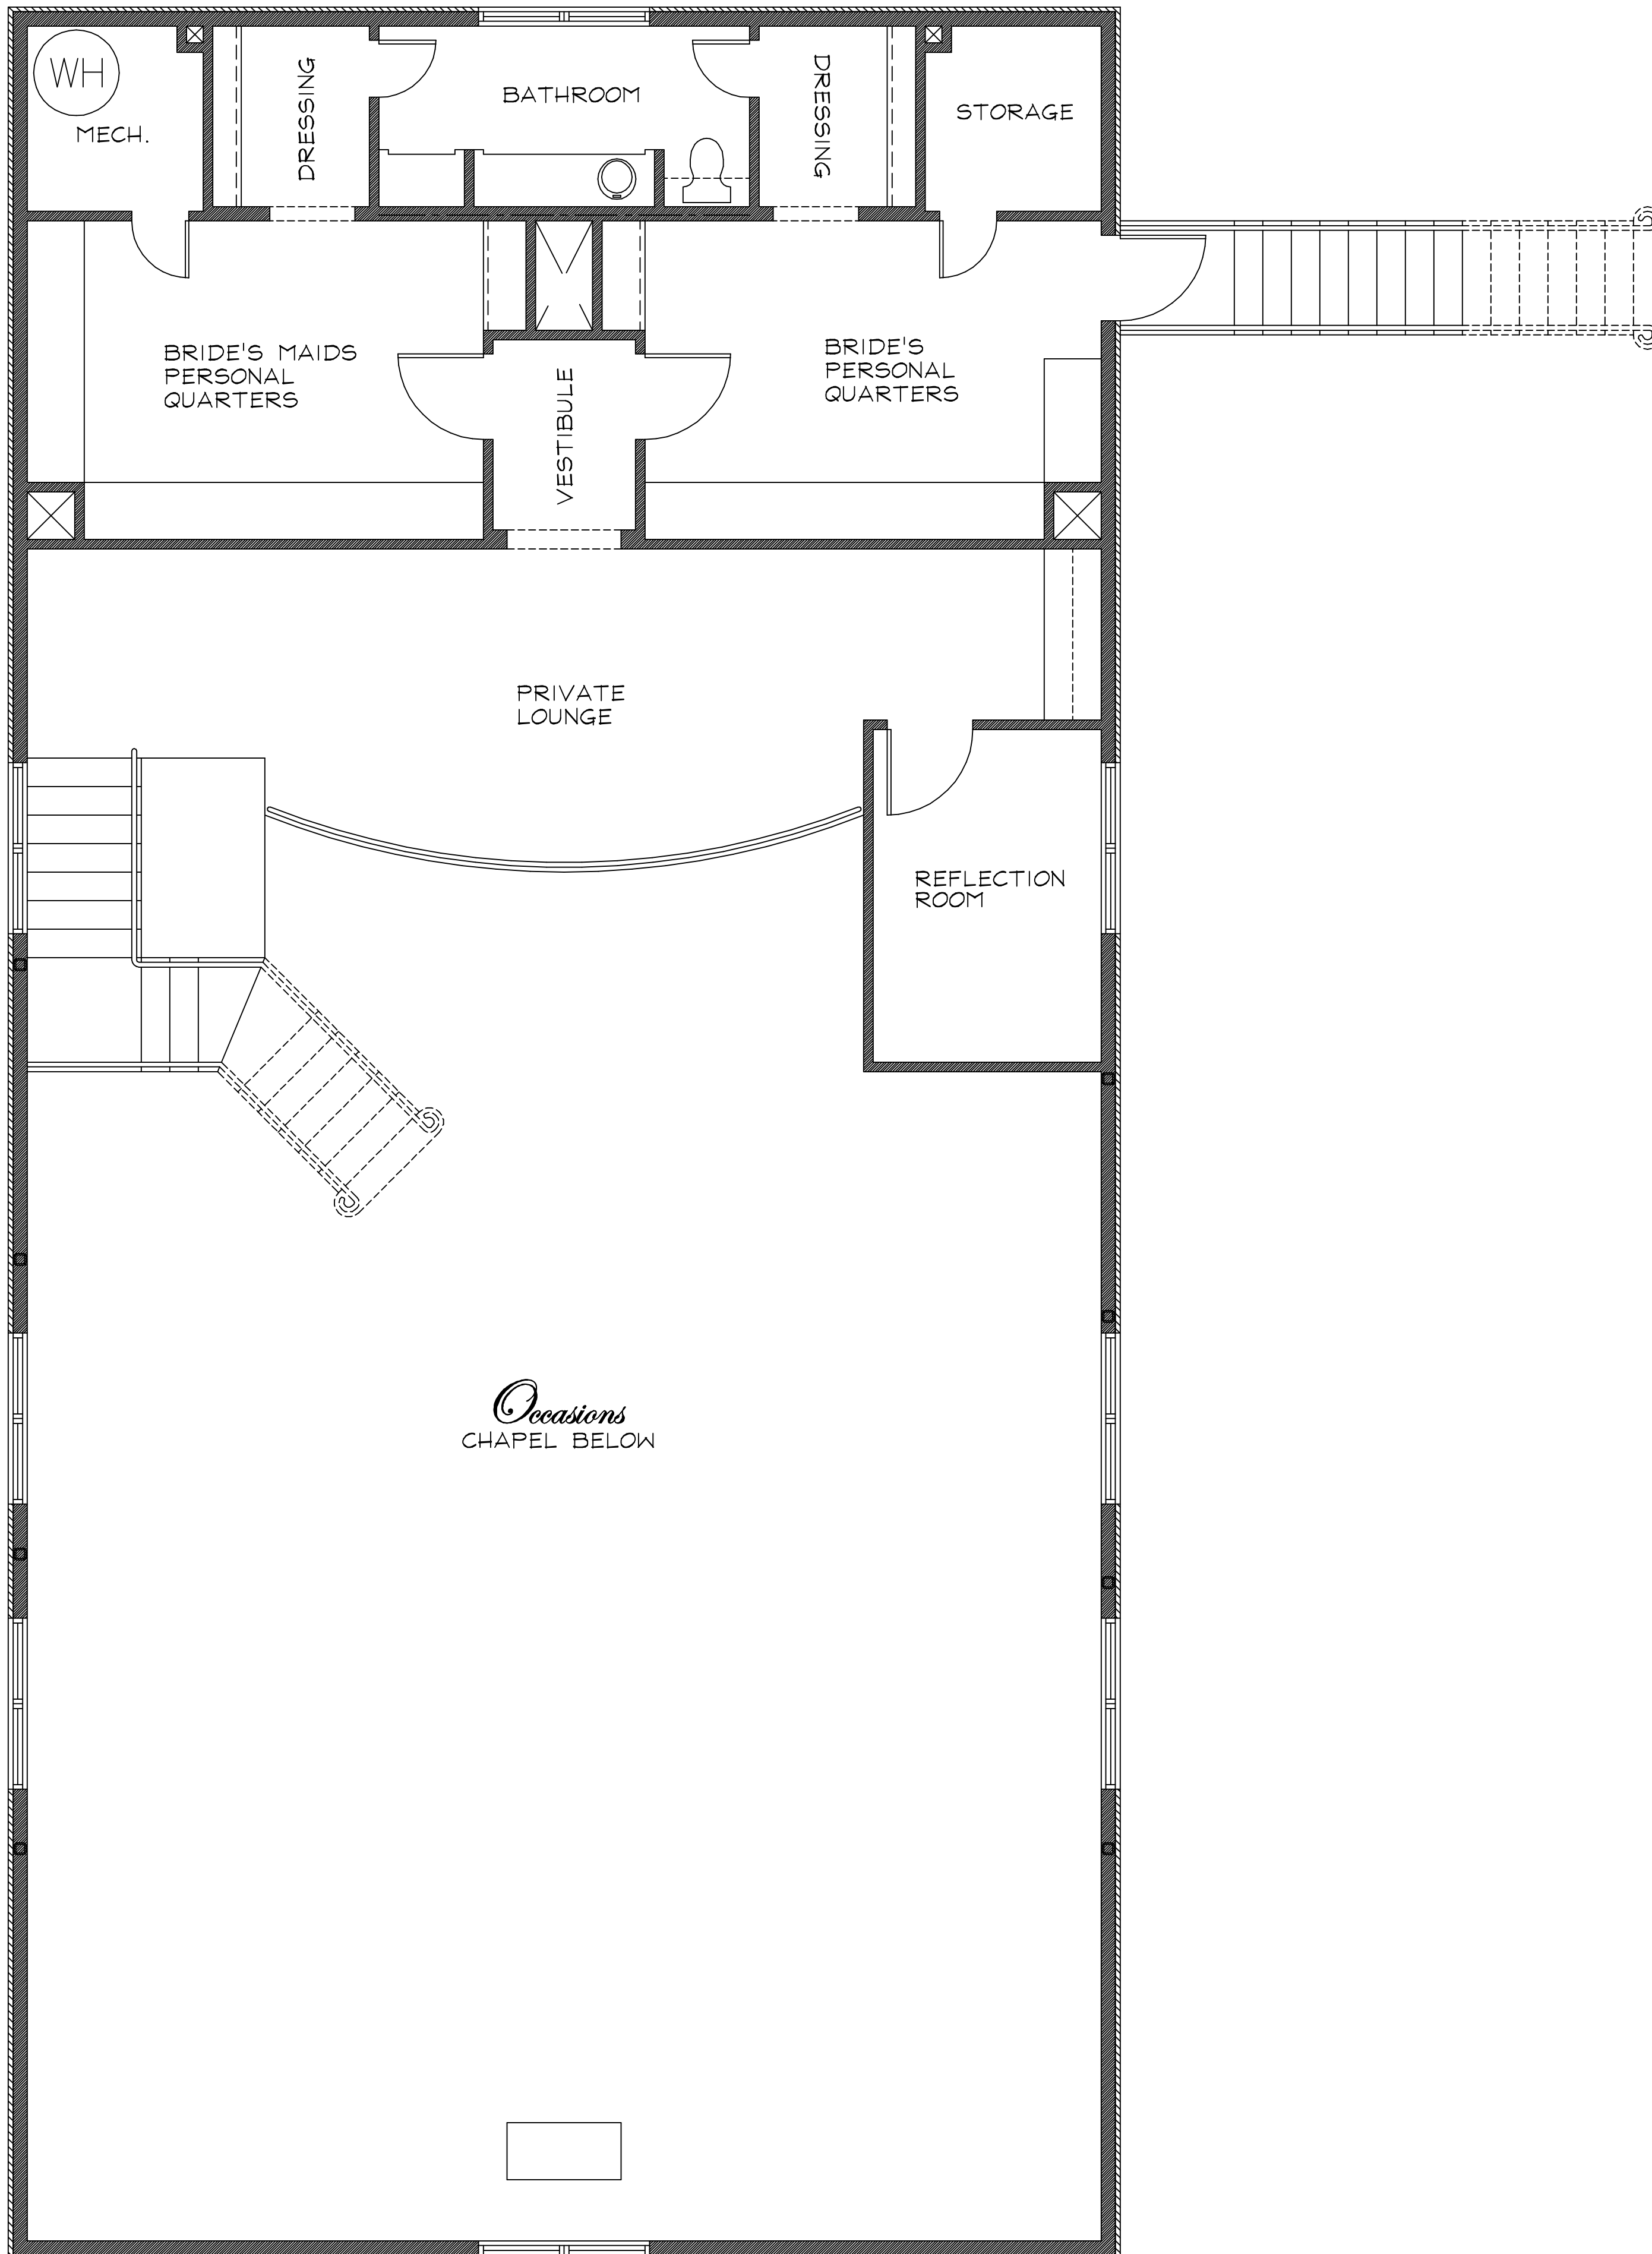 WH
MECH.
DRESSING
BATHROOM
DRESSING
STORAGE
BRIDE'S MAIDS
PERSONAL
QUARTERS
VESTIBULE
BRIDE'S
PERSONAL
QUARTERS
PRIVATE
LOUNGE
REFLECTION
ROOM
Occasions
CHAPEL BELOW